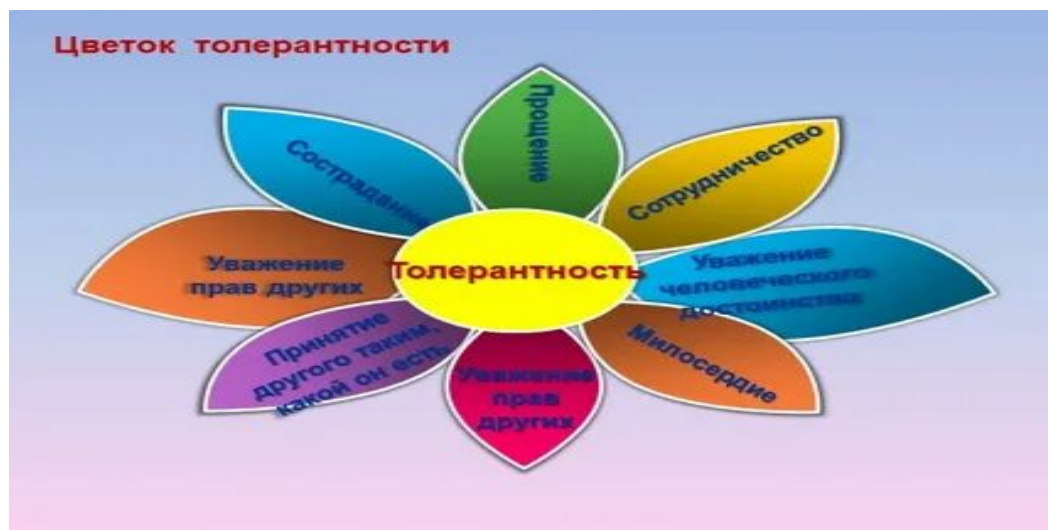 Цветок толерантности
Прощение
Сотрудничество
Сострадание
Уважение
человеческого
достоинства
Толерантность
Уважение
прав других
Милосердие
Принятие
другого таким,
какой он есть
Уважение
прав
других